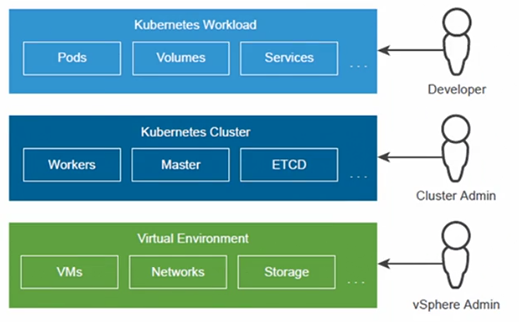 Kubernetes Workload
Pods
Volumes
Services
. . .
Developer
Kubernetes Cluster
Workers
Master
ETCD
. . .
Cluster Admin
Virtual Environment
VMs
Networks
Storage
. . .
vSphere Admin